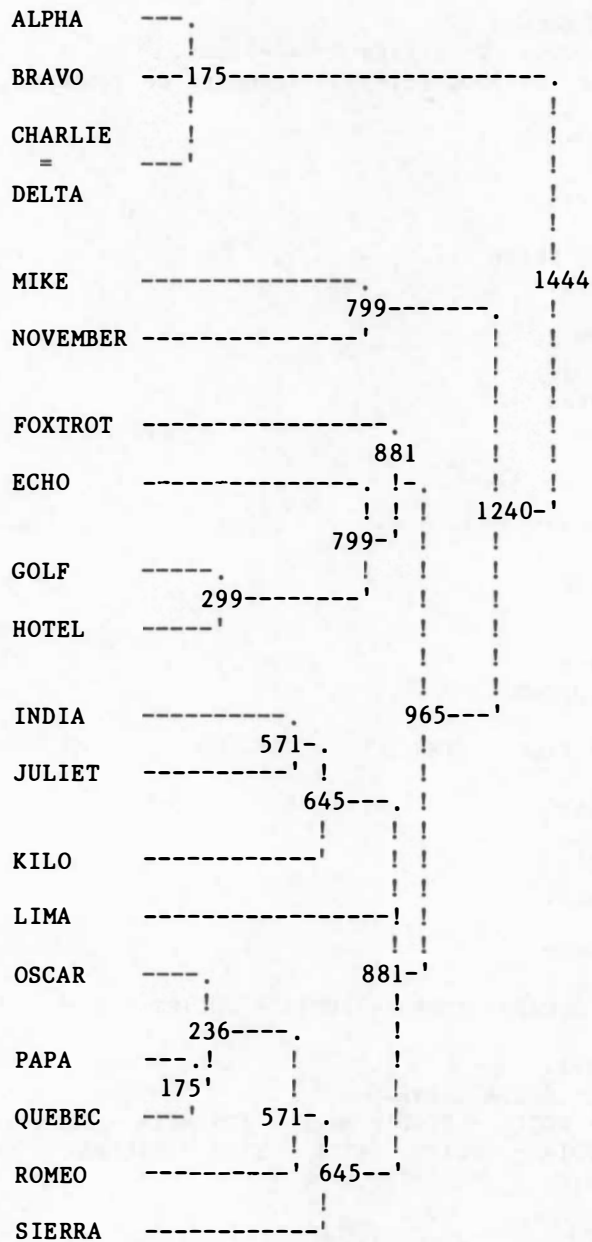 ALPHA ---.
!
BRAVO ---175----------------------.
! !
CHARLIE ! !
= ---' !
DELTA !
!
MIKE ---------------. 1444
799------. !
NOVEMBER ---------------' ! !
! !
FOXTROT -----------------. ! !
881 ! !
ECHO ---------------. !-. ! !
! ! ! 1240-'
799-' ! !
GOLF -----. ! ! !
299--------' ! !
HOTEL -----' ! !
! !
INDIA ----------. 965---'
571-. !
JULIET ----------' ! !
645---. !
! ! !
KILO ------------' ! !
! !
LIMA -----------------! !
! !
OSCAR ----. 881-'
! !
236----. !
PAPA ---.! ! !
175' ! !
QUEBEC ---' 571-. !
! ! !
ROMEO ----------' 645--'
!
SIERRA ------------'